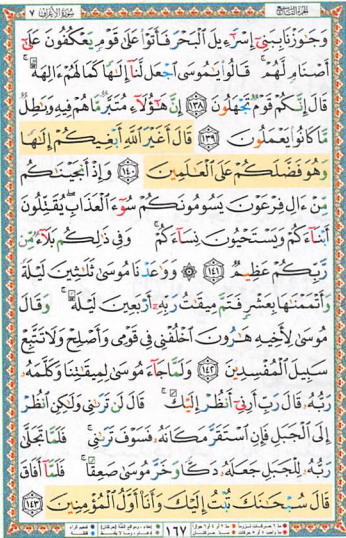 الجزء التاسع سورة الأعراف ٧
وَجَٰوَزْنَا بِبَنِىٓ إِسْرَٰٓءِيلَ ٱلْبَحْرَ فَأَتَوْا۟ عَلَىٰ قَوْمٍ يَعْكُفُونَ عَلَىٰٓ
أَصْنَامٍ لَّهُمْ ۚ قَالُوا۟ يَٰمُوسَى ٱجْعَل لَّنَآ إِلَٰهًا كَمَا لَهُمْ ءَالِهَةٌ ۚ
قَالَ إِنَّكُمْ قَوْمٌ تَجْهَلُونَ ١٣٨ إِنَّ هَٰٓؤُلَآءِ مُتَبَّرٌ مَّا هُمْ فِيهِ وَبَٰطِلٌ
مَّا كَانُوا۟ يَعْمَلُونَ ١٣٩ قَالَ أَغَيْرَ ٱللَّهِ أَبْغِيكُمْ إِلَٰهًا
وَهُوَ فَضَّلَكُمْ عَلَى ٱلْعَٰلَمِينَ ١٤٠ وَإِذْ أَنجَيْنَٰكُم
مِّنْ ءَالِ فِرْعَوْنَ يَسُومُونَكُمْ سُوٓءَ ٱلْعَذَابِ ۖ يُقَتِّلُونَ
أَبْنَآءَكُمْ وَيَسْتَحْيُونَ نِسَآءَكُمْ ۚ وَفِى ذَٰلِكُم بَلَآءٌ مِّن
رَّبِّكُمْ عَظِيمٌ ١٤١ ۞ وَوَٰعَدْنَا مُوسَىٰ ثَلَٰثِينَ لَيْلَةً
وَأَتْمَمْنَٰهَا بِعَشْرٍ فَتَمَّ مِيقَٰتُ رَبِّهِۦٓ أَرْبَعِينَ لَيْلَةً ۚ وَقَالَ
مُوسَىٰ لِأَخِيهِ هَٰرُونَ ٱخْلُفْنِى فِى قَوْمِى وَأَصْلِحْ وَلَا تَتَّبِعْ
سَبِيلَ ٱلْمُفْسِدِينَ ١٤٢ وَلَمَّا جَآءَ مُوسَىٰ لِمِيقَٰتِنَا وَكَلَّمَهُۥ
رَبُّهُۥ قَالَ رَبِّ أَرِنِىٓ أَنظُرْ إِلَيْكَ ۚ قَالَ لَن تَرَىٰنِى وَلَٰكِنِ ٱنظُرْ
إِلَى ٱلْجَبَلِ فَإِنِ ٱسْتَقَرَّ مَكَانَهُۥ فَسَوْفَ تَرَىٰنِى ۚ فَلَمَّا تَجَلَّىٰ
رَبُّهُۥ لِلْجَبَلِ جَعَلَهُۥ دَكًّا وَخَرَّ مُوسَىٰ صَعِقًا ۚ فَلَمَّآ أَفَاقَ
قَالَ سُبْحَٰنَكَ تُبْتُ إِلَيْكَ وَأَنَا۠ أَوَّلُ ٱلْمُؤْمِنِينَ ١٤٣
١٦٧